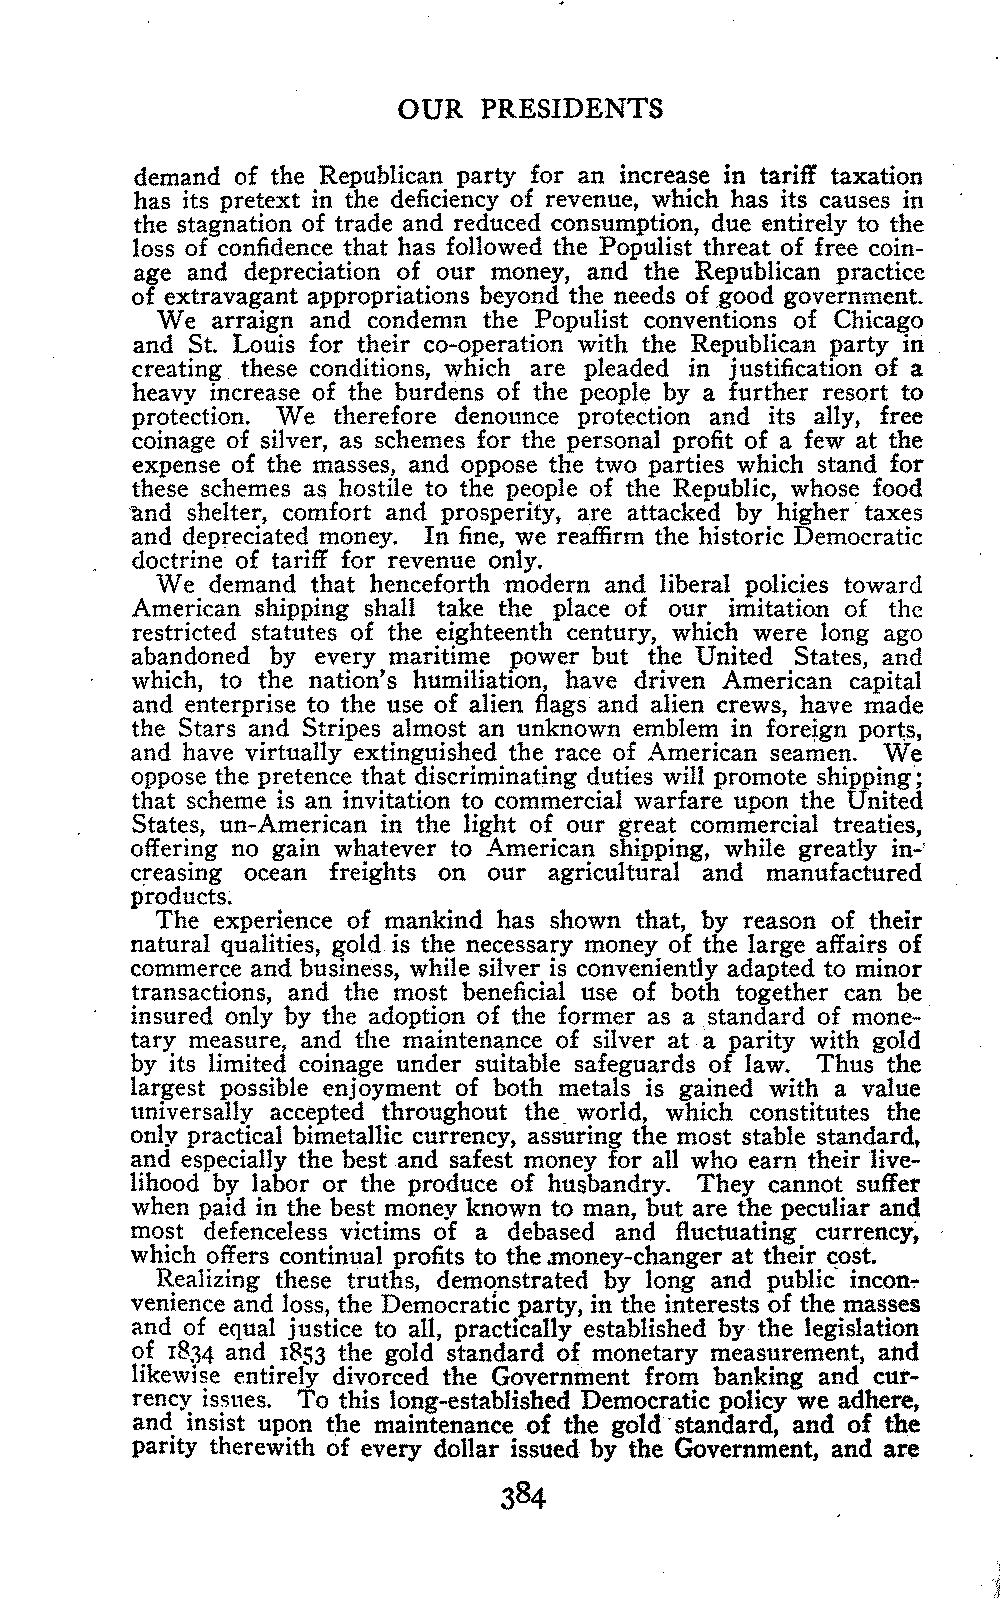 OUR PRESIDENTS
demand of the Republican party for an increase in tariff taxation
has its pretext in the deficiency of revenue, which has its causes in
the stagnation of trade and reduced consumption, due entirely to the
loss of confidence that has followed the Populist threat of free coin-
age and depreciation of our money, and the Republican practice
of extravagant appropriations beyond the needs of good government.
We arraign and condemn the Populist conventions of Chicago
and St. Louis for their co-operation with the Republican party in
creating these conditions, which are pleaded in justification of a
heavy increase of the burdens of the people by a further resort to
protection. We therefore denounce protection and its ally, free
coinage of silver, as schemes for the personal profit of a few at the
expense of the masses, and oppose the two parties which stand for
these schemes as hostile to the people of the Republic, whose food
and shelter, comfort and prosperity, are attacked by higher taxes
and depreciated money. In fine, we reaffirm the historic Democratic
doctrine of tariff for revenue only.
We demand that henceforth modern and liberal policies toward
American shipping shall take the place of our imitation of the
restricted statutes of the eighteenth century, which were long ago
abandoned by every maritime power but the United States, and
which, to the nation's humiliation, have driven American capital
and enterprise to the use of alien flags and alien crews, have made
the Stars and Stripes almost an unknown emblem in foreign ports,
and have virtually extinguished the race of American seamen. We
oppose the pretence that discriminating duties will promote shipping;
that scheme is an invitation to commercial warfare upon the United
States, un-American in the light of our great commercial treaties,
offering no gain whatever to American shipping, while greatly in-
creasing ocean freights on our agricultural and manufactured
products.
The experience of mankind has shown that, by reason of their
natural qualities, gold is the necessary money of the large affairs of
commerce and business, while silver is conveniently adapted to minor
transactions, and the most beneficial use of both together can be
insured only by the adoption of the former as a standard of mone-
tary measure, and the maintenance of silver at a parity with gold
by its limited coinage under suitable safeguards of law. Thus the
largest possible enjoyment of both metals is gained with a value
universally accepted throughout the world, which constitutes the
only practical bimetallic currency, assuring the most stable standard,
and especially the best and safest money for all who earn their live-
lihood by labor or the produce of husbandry. They cannot suffer
when paid in the best money known to man, but are the peculiar and
most defenceless victims of a debased and fluctuating currency,
which offers continual profits to the money-changer at their cost.
Realizing these truths, demonstrated by long and public incon-
venience and loss, the Democratic party, in the interests of the masses
and of equal justice to all, practically established by the legislation
of 1834 and 1853 the gold standard of monetary measurement, and
likewise entirely divorced the Government from banking and cur-
rency issues. To this long-established Democratic policy we adhere,
and insist upon the maintenance of the gold standard, and of the
parity therewith of every dollar issued by the Government, and are
384